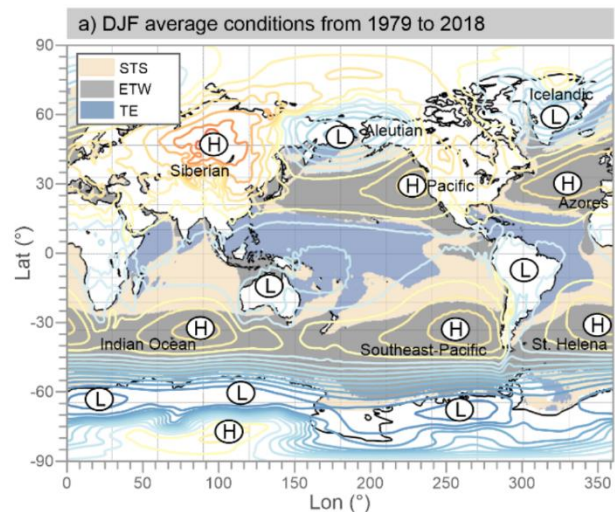 a) DJF average conditions from 1979 to 2018
90
STS
ETW
TE
Icelandic
60
L
L
Aleutian
H
Siberian
30
H
Pacific
H
Azores
Lat (°)
0
L
L
-30
H
H
H
Indian Ocean
Southeast-Pacific
St. Helena
-60
L
L
L
H
-90
0
50
100
150
200
250
300
350
Lon (°)